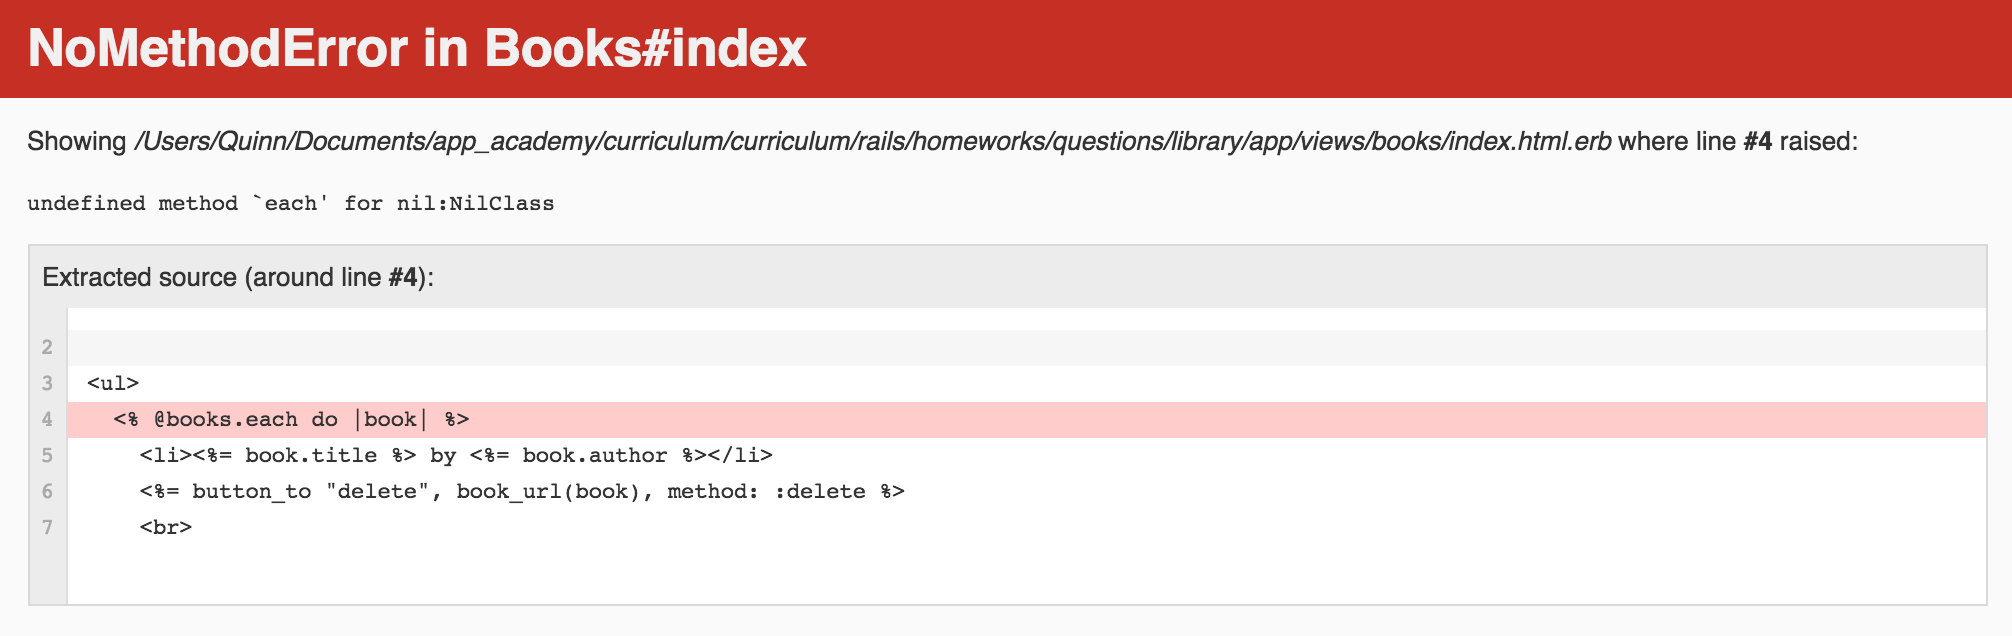 NoMethodError in Books#index
Showing /Users/Quinn/Documents/app_academy/curriculum/curriculum/rails/homeworks/questions/library/app/views/books/index.html.erb where line #4 raised:
undefined method `each' for nil:NilClass
Extracted source (around line #4):
2
3 <ul>
4 <% @books.each do |book| %>
5 <li><%= book.title %> by <%= book.author %></li>
6 <%= button_to "delete", book_url(book), method: :delete %>
7 <br>